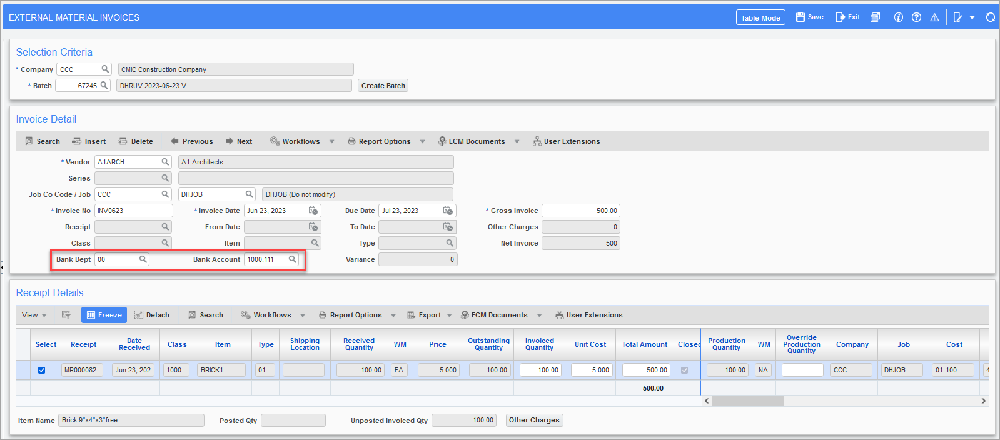 EXTERNAL MATERIAL INVOICES Table Mode Save Exit
Selection Criteria
* Company CCC CMiC Construction Company
* Batch 67245 DHRUV 2023-06-23 V Create Batch
Invoice Detail
Search Insert Delete Previous Next Workflows Report Options ECM Documents User Extensions
* Vendor A1ARCH A1 Architects
Series
Job Co Code / Job CCC DHJOB DHJOB (Do not modify)
* Invoice No INV0623 * Invoice Date Jun 23, 2023 Due Date Jul 23, 2023 * Gross Invoice 500.00
Receipt From Date To Date Other Charges 0
Class Item Type Net Invoice 500
Bank Dept 00 Bank Account 1000.111 Variance 0
Receipt Details
View Freeze Detach Search Workflows Report Options Export ECM Documents User Extensions
Select Receipt Date Received Class Item Type Shipping Location Received Quantity WM Price Outstanding Quantity Invoiced Quantity Unit Cost Total Amount Closed Production Quantity WM Override Production Quantity Company Job Cost
MR000082 Jun 23, 202 1000 BRICK1 01 100.00 EA 5.000 100.00 100.00 5.000 500.00 100.00 NA CCC DHJOB 01-100 4
500.00
Item Name Brick 9"x4"x3"free Posted Qty Unposted Invoiced Qty 100.00 Other Charges